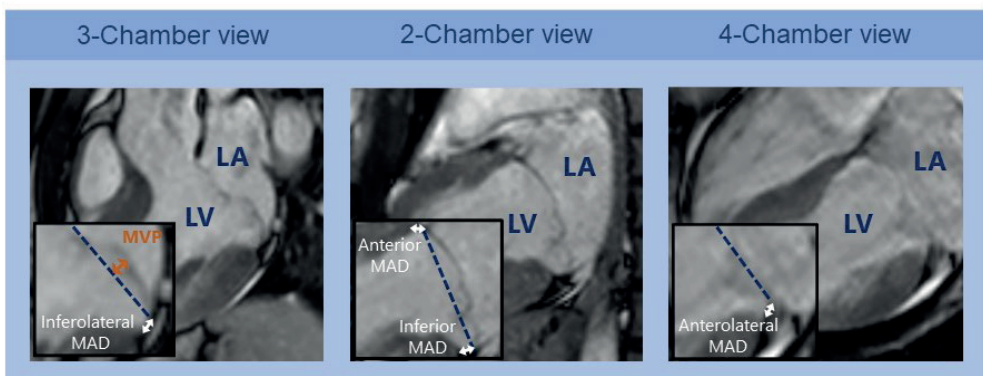 3-Chamber view
2-Chamber view
4-Chamber view
LA
LV
MVP
Inferolateral
MAD
LA
LV
Anterior
MAD
Inferior
MAD
LA
LV
Anterolateral
MAD